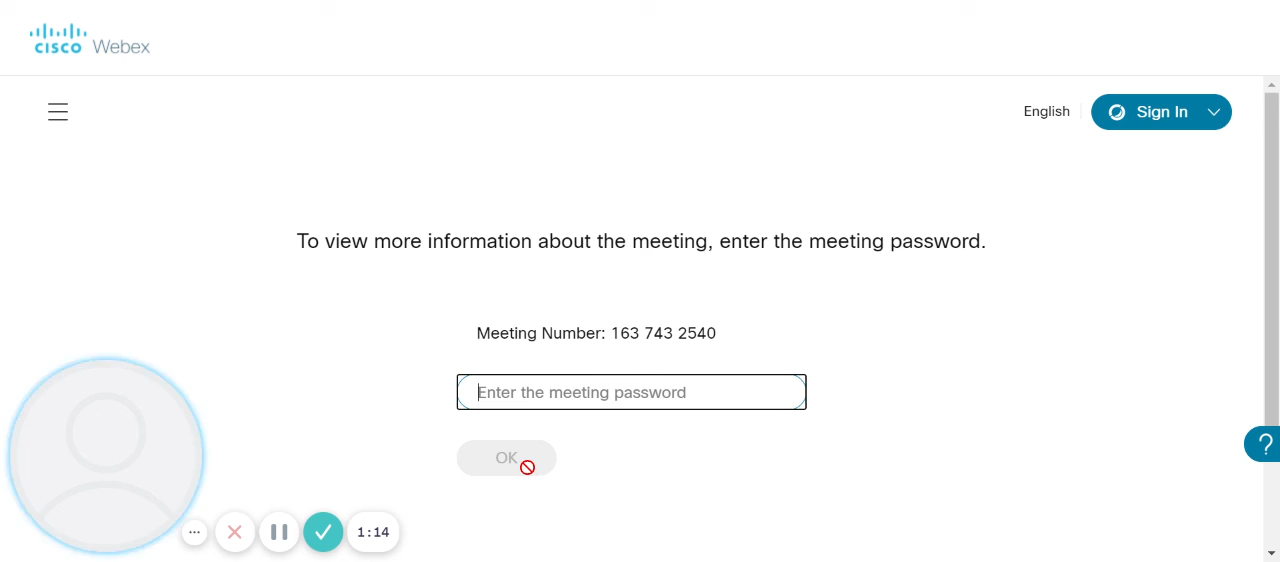 CISCO Webex
English
Sign In
To view more information about the meeting, enter the meeting password.
Meeting Number: 163 743 2540
Enter the meeting password
OK
?
...
1:14